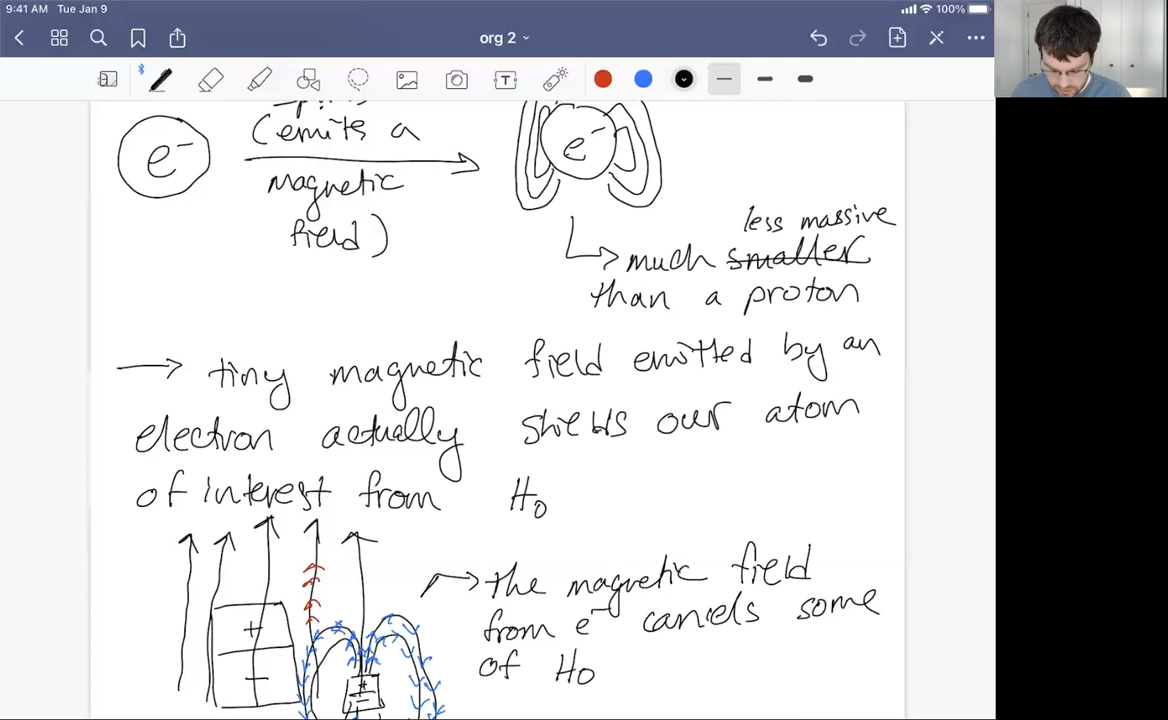 9:41 AM Tue Jan 9
100%
org 2
T
(emits a
magnetic
field)
e-
e-
less massive
much smaller
than a proton
→ tiny magnetic field emitted by an
electron actually shields our atom
of interest from H0
→ the magnetic field
from e- cancels some
of H0
+
-
+
-